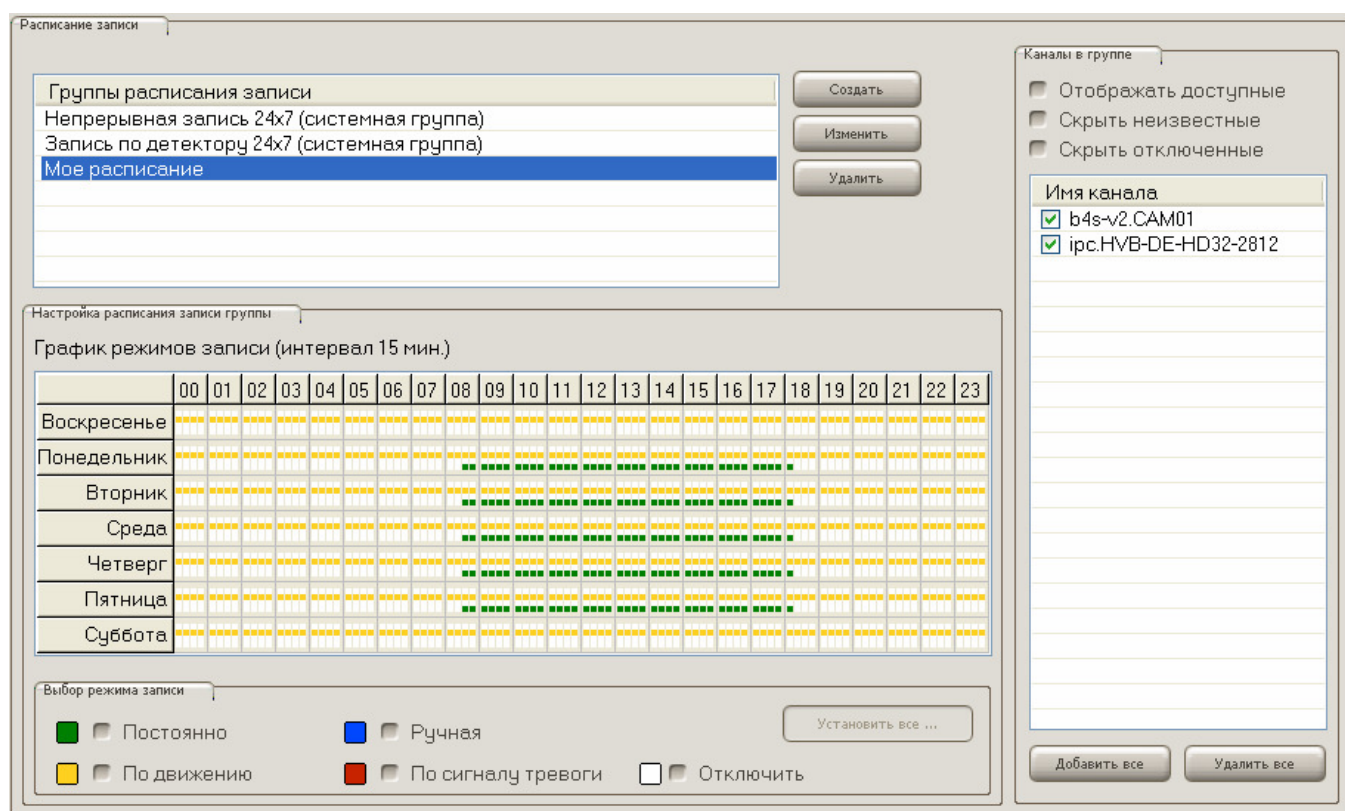 Расписание записи
Группы расписания записи
Непрерывная запись 24x7 (системная группа)
Запись по детектору 24x7 (системная группа)
Мое расписание
Создать
Изменить
Удалить
Каналы в группе
Отображать доступные
Скрыть неизвестные
Скрыть отключенные
Имя канала
b4s-v2.CAM01
ipc.HVB-DE-HD32-2812
Настройка расписания записи группы
График режимов записи (интервал 15 мин.)
00 01 02 03 04 05 06 07 08 09 10 11 12 13 14 15 16 17 18 19 20 21 22 23
Воскресенье
Понедельник
Вторник
Среда
Четверг
Пятница
Суббота
Выбор режима записи
Постоянно
Ручная
Установить все ...
По движению
По сигналу тревоги
Отключить
Добавить все
Удалить все